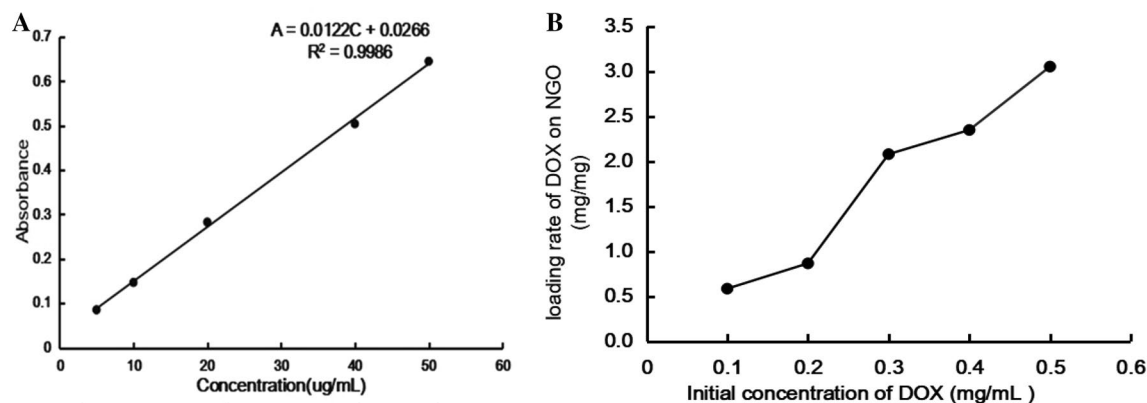 A
A = 0.0122C + 0.0266
R² = 0.9986
0.7
0.6
0.5
0.4
0.3
0.2
0.1
0
0 10 20 30 40 50 60
Absorbance
Concentration(ug/mL)
B
3.5
3.0
2.5
2.0
1.5
1.0
0.5
0.0
0 0.1 0.2 0.3 0.4 0.5 0.6
loading rate of DOX on NGO
(mg/mg)
Initial concentration of DOX (mg/mL )